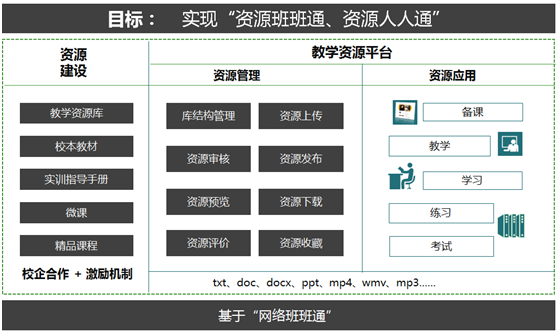 目标： 实现“资源班班通、资源人人通”
资源
建设
教学资源库
校本教材
实训指导手册
微课
精品课程
校企合作 + 激励机制
教学资源平台
资源管理
库结构管理 资源上传
资源审核 资源发布
资源预览 资源下载
资源评价 资源收藏
资源应用
备课
教学
学习
练习
考试
txt、doc、docx、ppt、mp4、wmv、mp3......
基于“网络班班通”